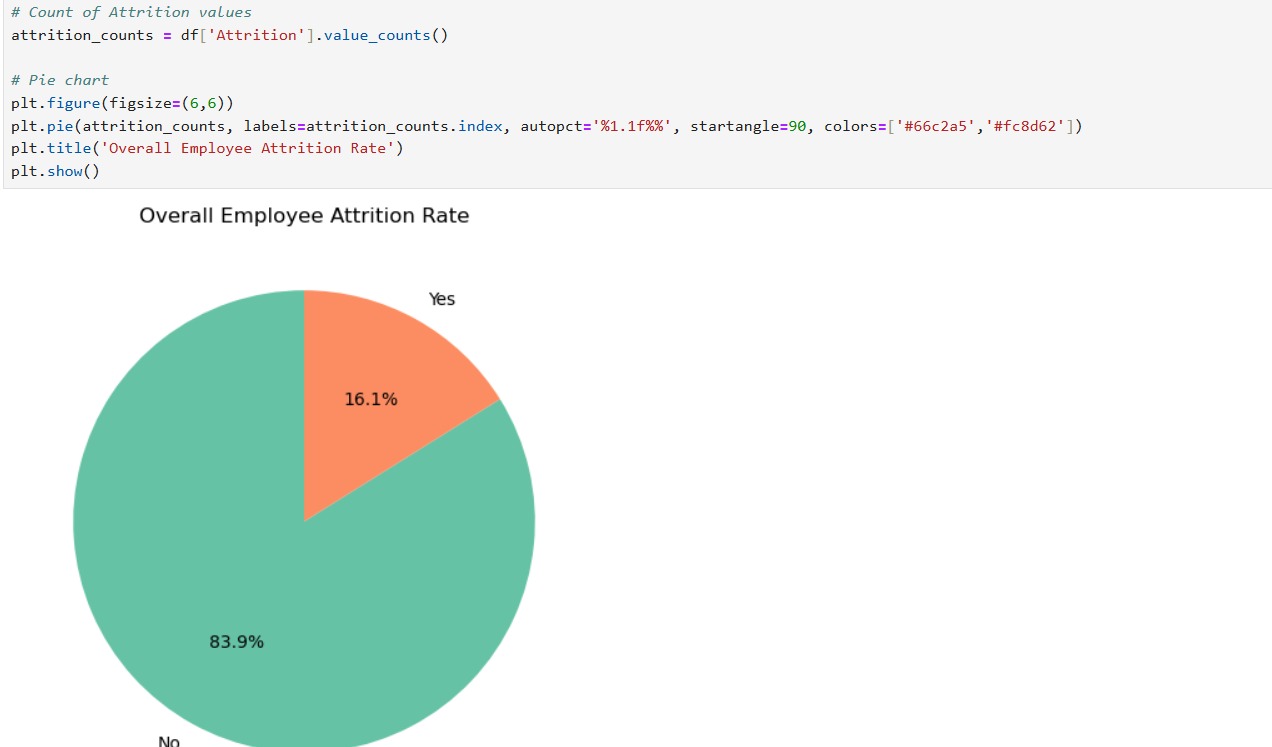 # Count of Attrition values
attrition_counts = df['Attrition'].value_counts()
# Pie chart
plt.figure(figsize=(6,6))
plt.pie(attrition_counts, labels=attrition_counts.index, autopct='%1.1f%%', startangle=90, colors=['#66c2a5','#fc8d62'])
plt.title('Overall Employee Attrition Rate')
plt.show()
Overall Employee Attrition Rate
Yes
16.1%
83.9%
No